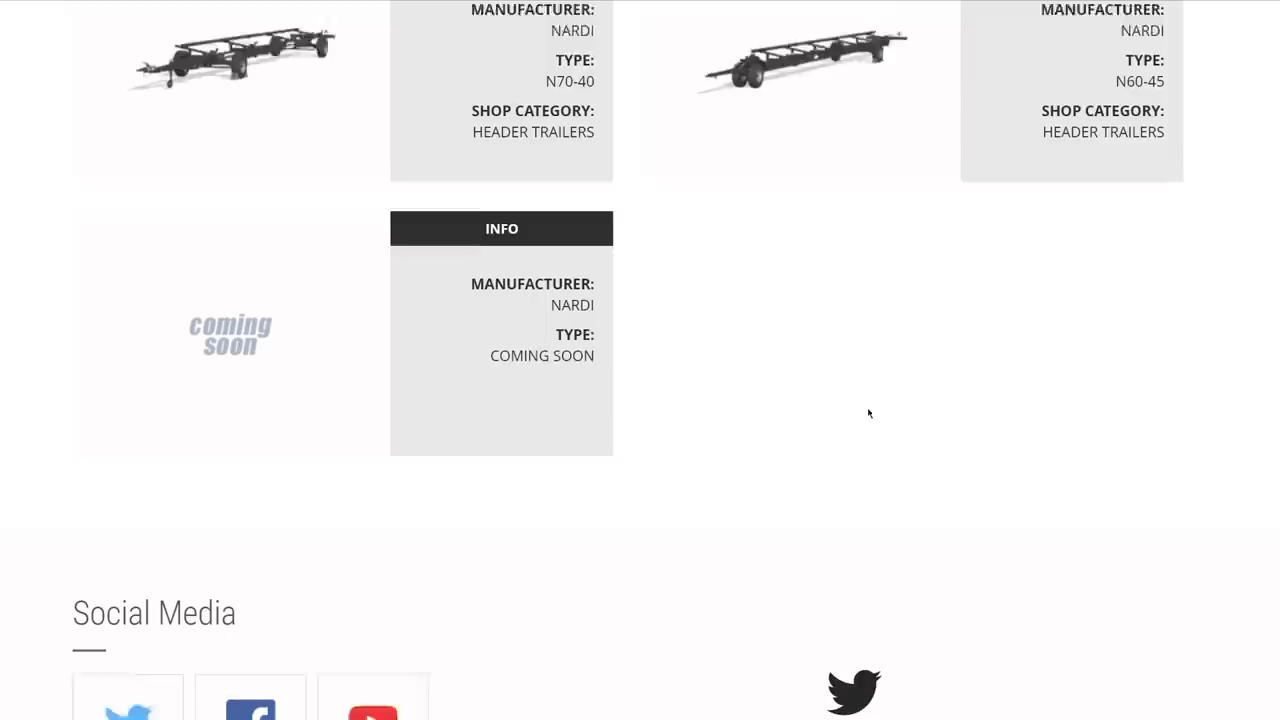 MANUFACTURER:
NARDI
TYPE:
N70-40
SHOP CATEGORY:
HEADER TRAILERS
MANUFACTURER:
NARDI
TYPE:
N60-45
SHOP CATEGORY:
HEADER TRAILERS
coming
soon
INFO
MANUFACTURER:
NARDI
TYPE:
COMING SOON
Social Media